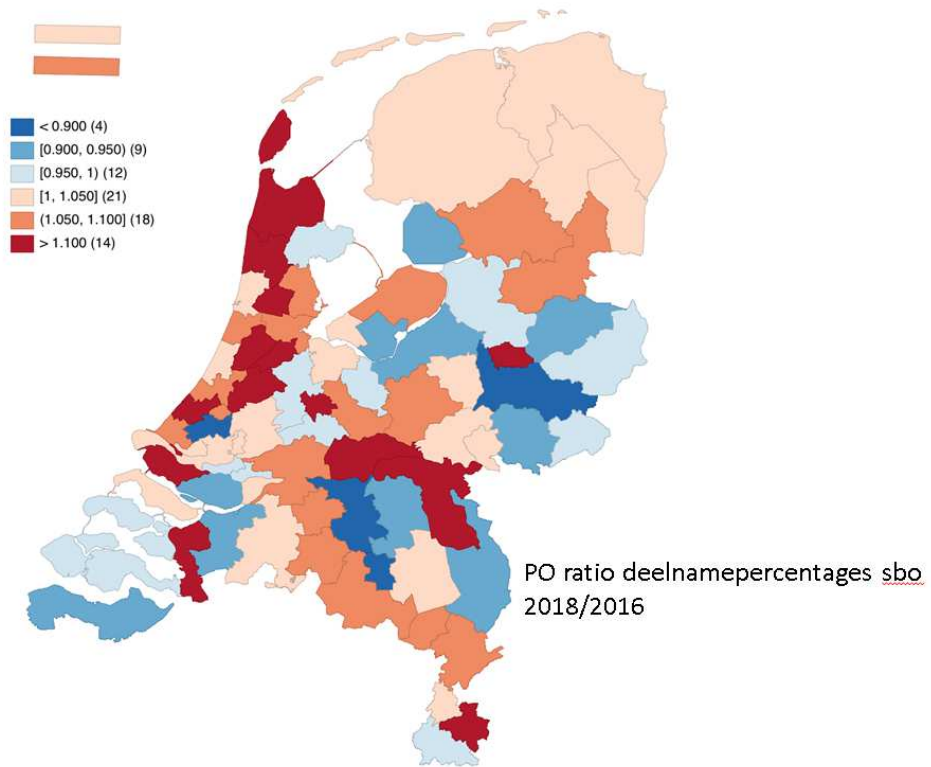 < 0.900 (4)
[0.900, 0.950) (9)
[0.950, 1) (12)
[1, 1.050] (21)
(1.050, 1.100] (18)
> 1.100 (14)
PO ratio deelnamepercentages sbo
2018/2016